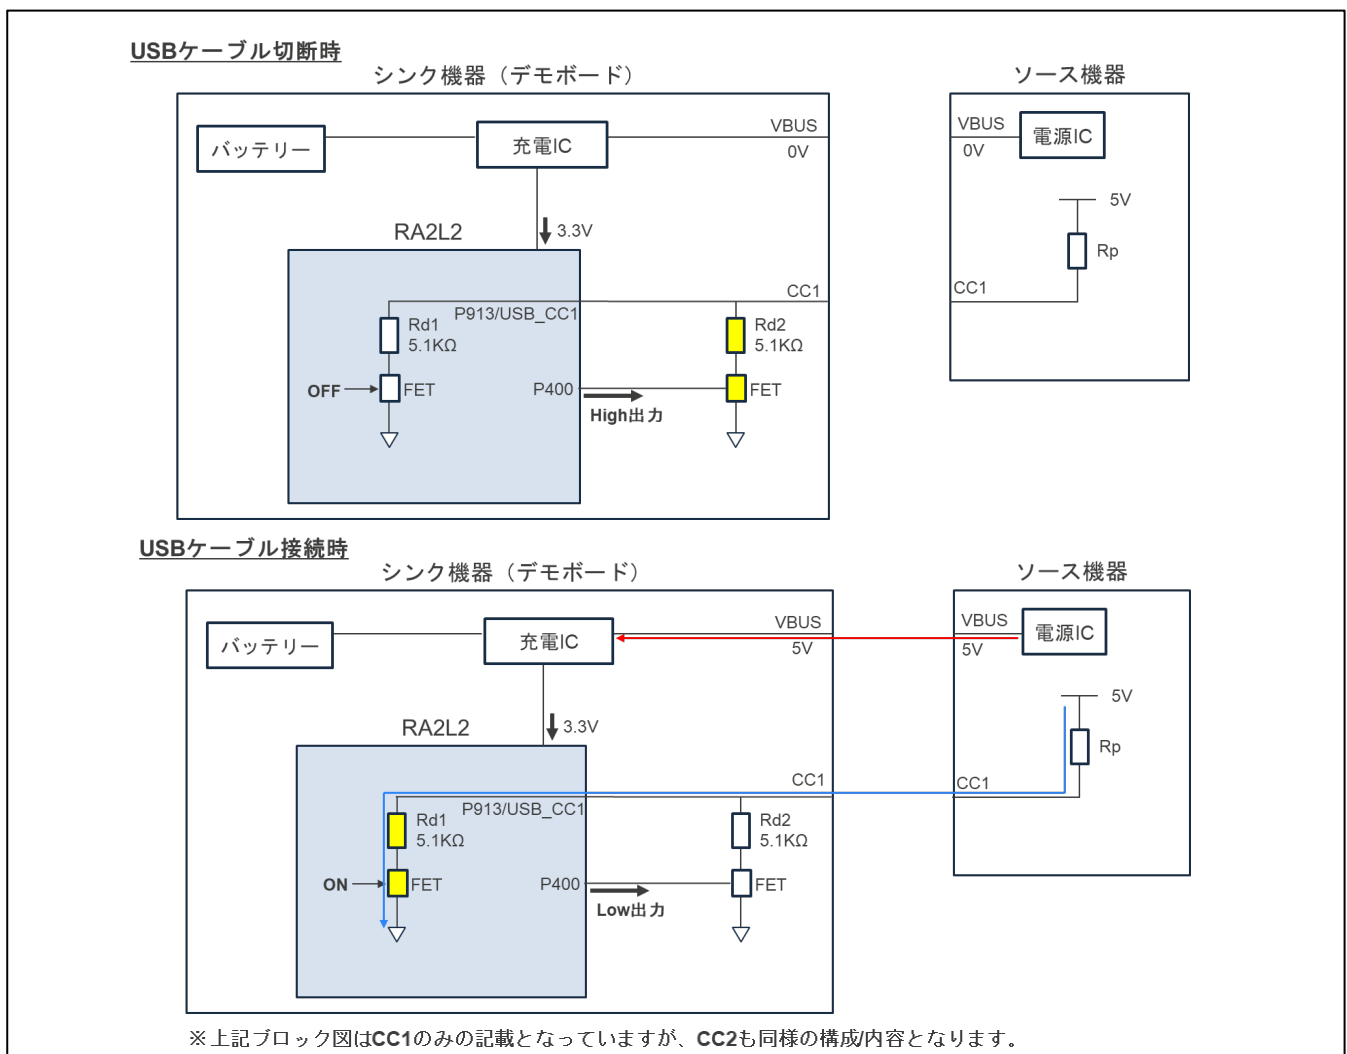 USBケーブル切断時
シンク機器（デモボード）
ソース機器
バッテリー
充電IC
VBUS
0V
VBUS
0V
電源IC
5V
Rp
RA2L2
3.3V
CC1
CC1
P913/USB_CC1
Rd1
5.1KΩ
Rd2
5.1KΩ
OFF
FET
P400
FET
High出力
USBケーブル接続時
シンク機器（デモボード）
ソース機器
バッテリー
充電IC
VBUS
5V
VBUS
5V
電源IC
5V
Rp
RA2L2
3.3V
CC1
CC1
P913/USB_CC1
Rd1
5.1KΩ
Rd2
5.1KΩ
ON
FET
P400
FET
Low出力
※上記ブロック図はCC1のみの記載となっていますが、CC2も同様の構成/内容となります。